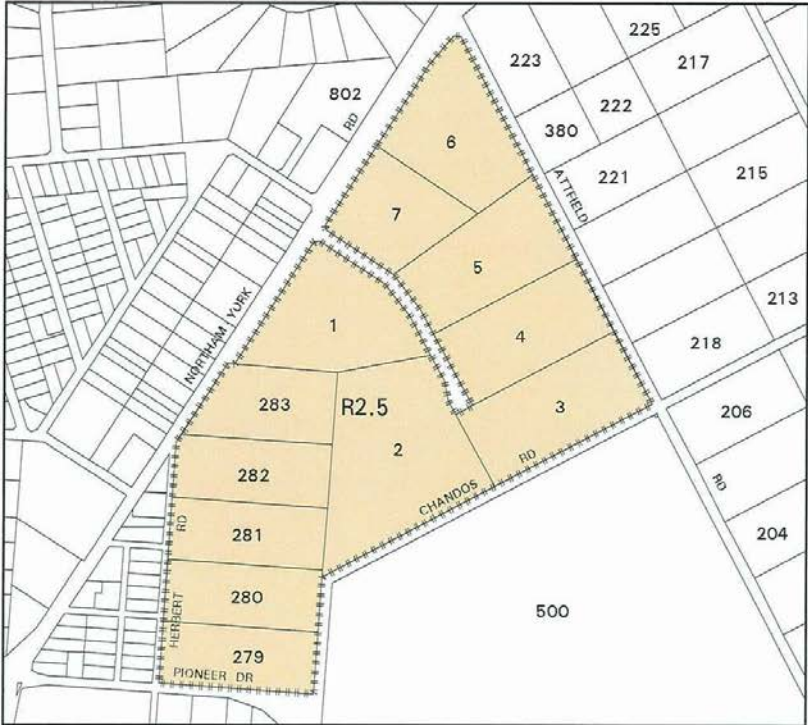 225
223
217
802
222
RD
380
6
221
215
ATTFIELD
7
5
213
NORTHAM YORK
1
4
218
283
R2.5
3
206
2
282
RD
RD
CHANDOS
RD
281
204
280
HERBERT
500
279
PIONEER DR